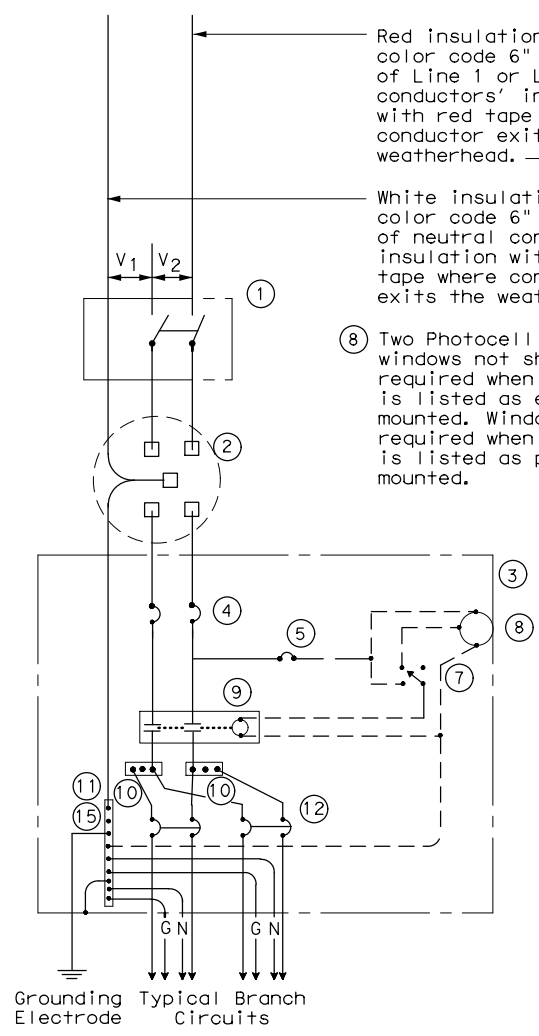 Red insulation
color code 6"
of Line 1 or L
conductors' in
with red tape
conductor exit
weatherhead.
White insulati
color code 6"
of neutral con
insulation wit
tape where con
exits the weat
V1 V2
1
8 Two Photocell
windows not sh
required when
is listed as e
mounted. Windo
required when
is listed as p
mounted.
2
3
4
5
8
7
9
11
10
10
15
12
G N
G N
Grounding
Electrode
Typical Branch
Circuits